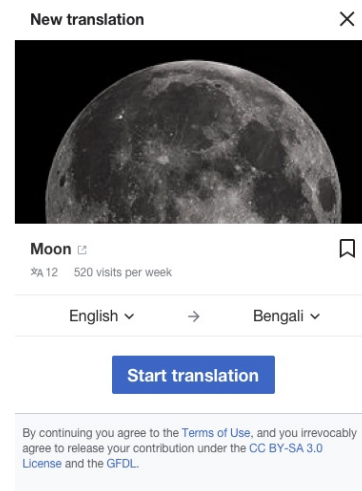 New translation
Moon
12 520 visits per week
English → Bengali
Start translation
By continuing you agree to the Terms of Use, and you irrevocably
agree to release your contribution under the CC BY-SA 3.0
License and the GFDL.